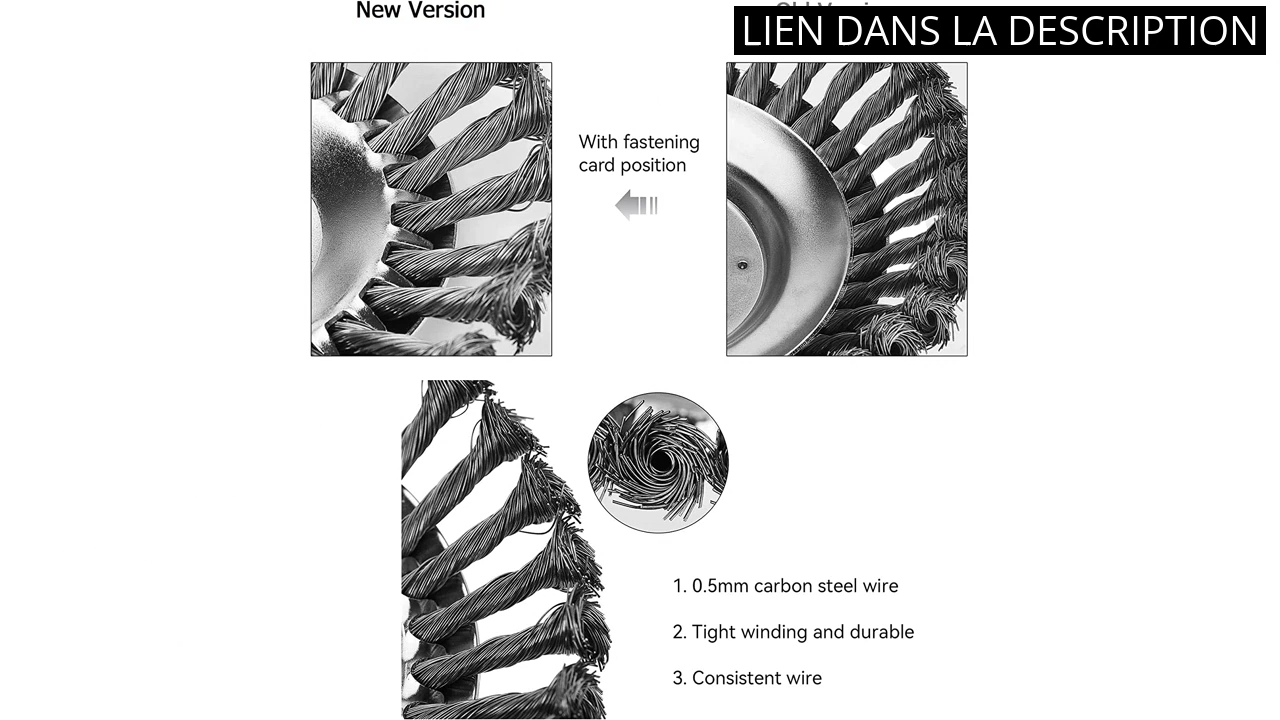 New Version
LIEN DANS LA DESCRIPTION
With fastening
card position
1. 0.5mm carbon steel wire
2. Tight winding and durable
3. Consistent wire